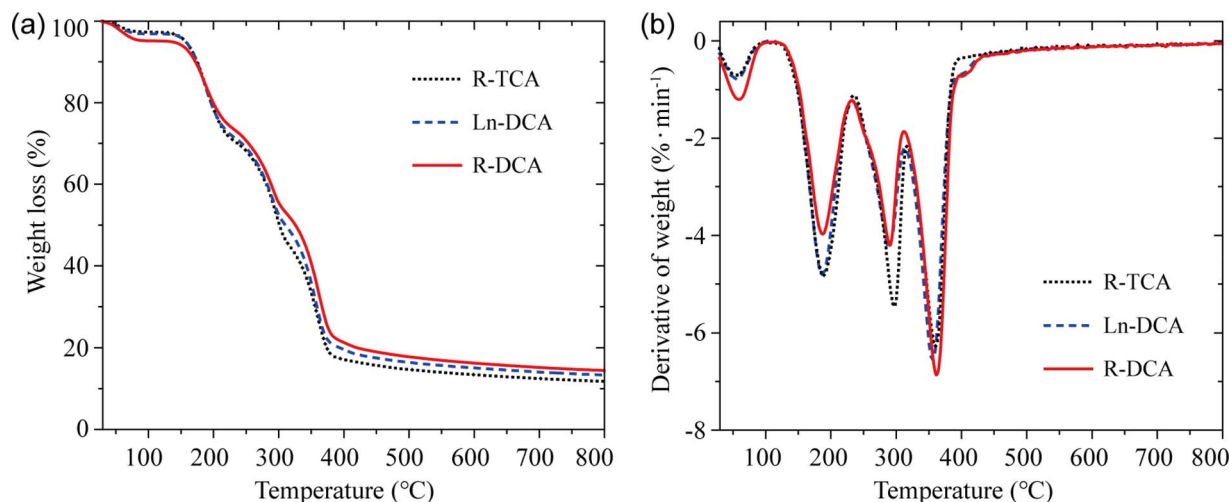 (a)
Weight loss (%)
100
80
60
40
20
0
R-TCA
Ln-DCA
R-DCA
100 200 300 400 500 600 700 800
Temperature (℃)
(b)
Derivative of weight (%·min⁻¹)
0
-2
-4
-6
-8
R-TCA
Ln-DCA
R-DCA
100 200 300 400 500 600 700 800
Temperature (℃)